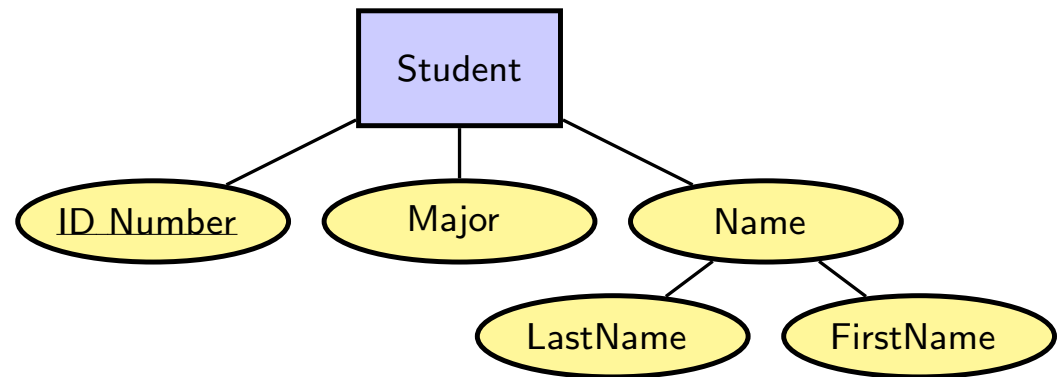 Student
ID Number
Major
Name
LastName
FirstName